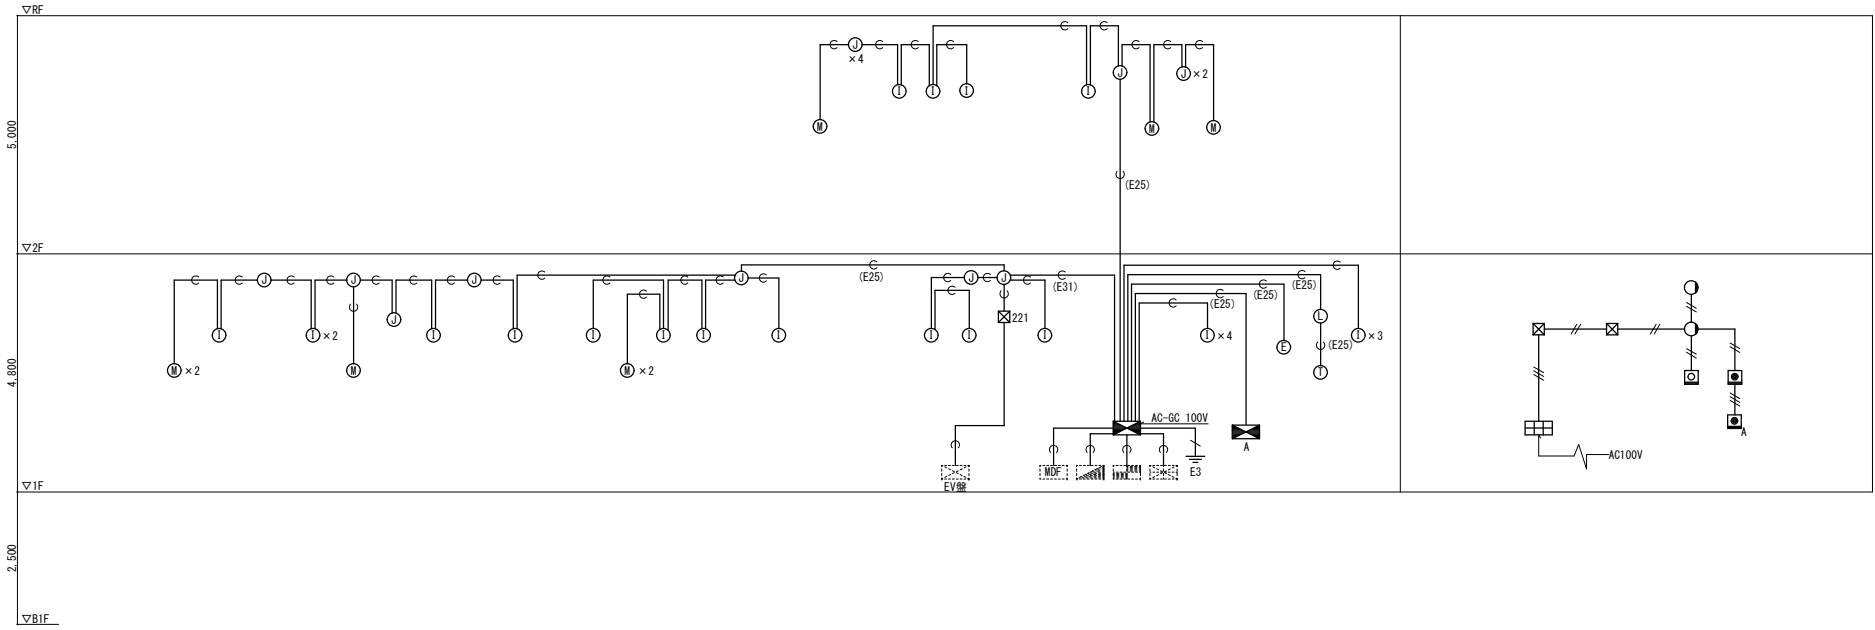 ▽RF
J
×4
J
J
×2
I
I
I
I
M
M
M
5,000
(E25)
▽2F
(E25)
(E31)
J
J
J
J
J
J
(E25)
(E25)
(E25)
J
221
L
I
I
×2
I
I
I
I
I
I
I
I
I
I
×4
E
(E25)
I
×3
M
×2
M
M
×2
T
4,800
AC-GC 100V
A
A
MDF
E3
AC100V
EV盤
▽1F
2,500
▽B1F